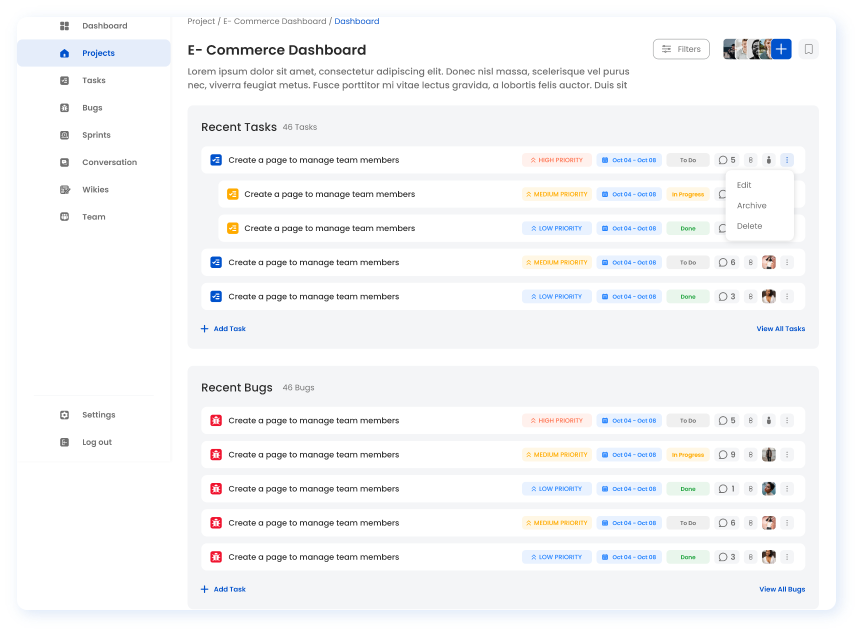 Dashboard
Projects
Tasks
Bugs
Sprints
Conversation
Wikies
Team
Settings
Log out
Project / E- Commerce Dashboard / Dashboard
E- Commerce Dashboard
Filters
Lorem ipsum dolor sit amet, consectetur adipiscing elit. Donec nisl massa, scelerisque vel purus
nec, viverra feugiat metus. Fusce porttitor mi vitae lectus gravida, a lobortis felis auctor. Duis sit
Recent Tasks 46 Tasks
Create a page to manage team members HIGH PRIORITY Oct 04 - Oct 08 To Do 5
Edit
Archive
Delete
Create a page to manage team members MEDIUM PRIORITY Oct 04 - Oct 08 In Progress
Create a page to manage team members LOW PRIORITY Oct 04 - Oct 08 Done
Create a page to manage team members MEDIUM PRIORITY Oct 04 - Oct 08 To Do 6
Create a page to manage team members LOW PRIORITY Oct 04 - Oct 08 Done 3
Add Task View All Tasks
Recent Bugs 46 Bugs
Create a page to manage team members HIGH PRIORITY Oct 04 - Oct 08 To Do 5
Create a page to manage team members MEDIUM PRIORITY Oct 04 - Oct 08 In Progress 9
Create a page to manage team members LOW PRIORITY Oct 04 - Oct 08 Done 1
Create a page to manage team members MEDIUM PRIORITY Oct 04 - Oct 08 To Do 6
Create a page to manage team members LOW PRIORITY Oct 04 - Oct 08 Done 3
Add Task View All Bugs